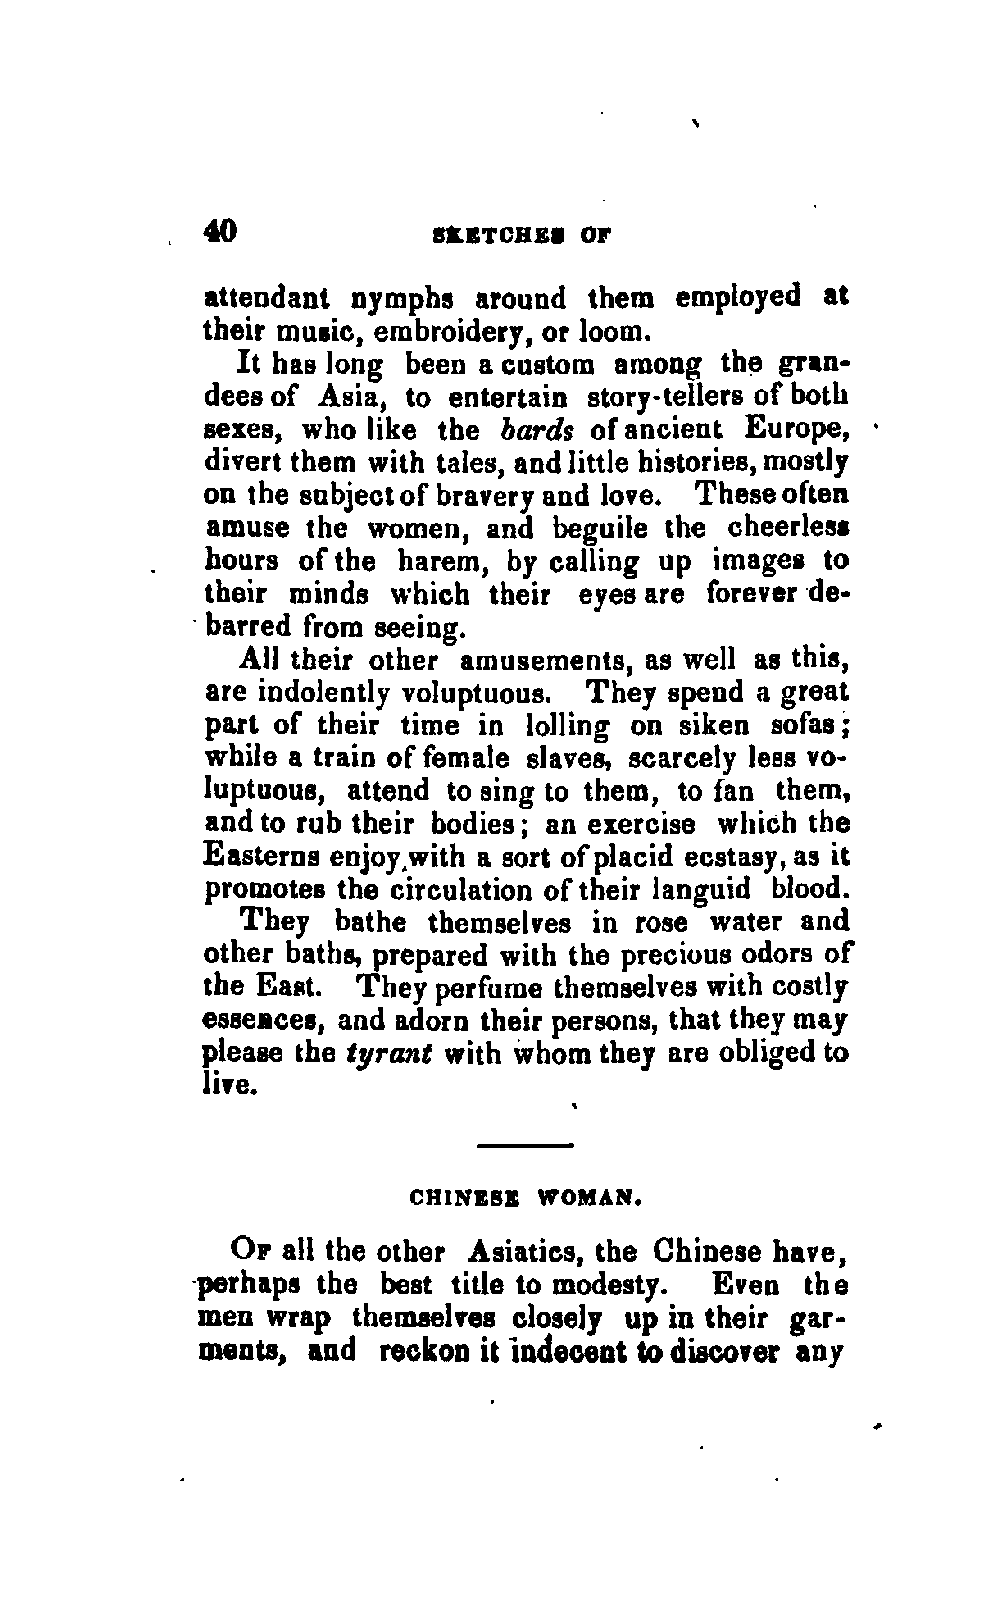 40 SKETCHES OF
attendant nymphs around them employed at
their music, embroidery, or loom.
It has long been a custom among the gran-
dees of Asia, to entertain story-tellers of both
sexes, who like the bards of ancient Europe,
divert them with tales, and little histories, mostly
on the subject of bravery and love. These often
amuse the women, and beguile the cheerless
hours of the harem, by calling up images to
their minds which their eyes are forever de-
barred from seeing.
All their other amusements, as well as this,
are indolently voluptuous. They spend a great
part of their time in lolling on siken sofas;
while a train of female slaves, scarcely less vo-
luptuous, attend to sing to them, to fan them,
and to rub their bodies; an exercise which the
Easterns enjoy with a sort of placid ecstasy, as it
promotes the circulation of their languid blood.
They bathe themselves in rose water and
other baths, prepared with the precious odors of
the East. They perfume themselves with costly
essences, and adorn their persons, that they may
please the tyrant with whom they are obliged to
live.
CHINESE WOMAN.
OF all the other Asiatics, the Chinese have,
perhaps the best title to modesty. Even the
men wrap themselves closely up in their gar-
ments, and reckon it indecent to discover any